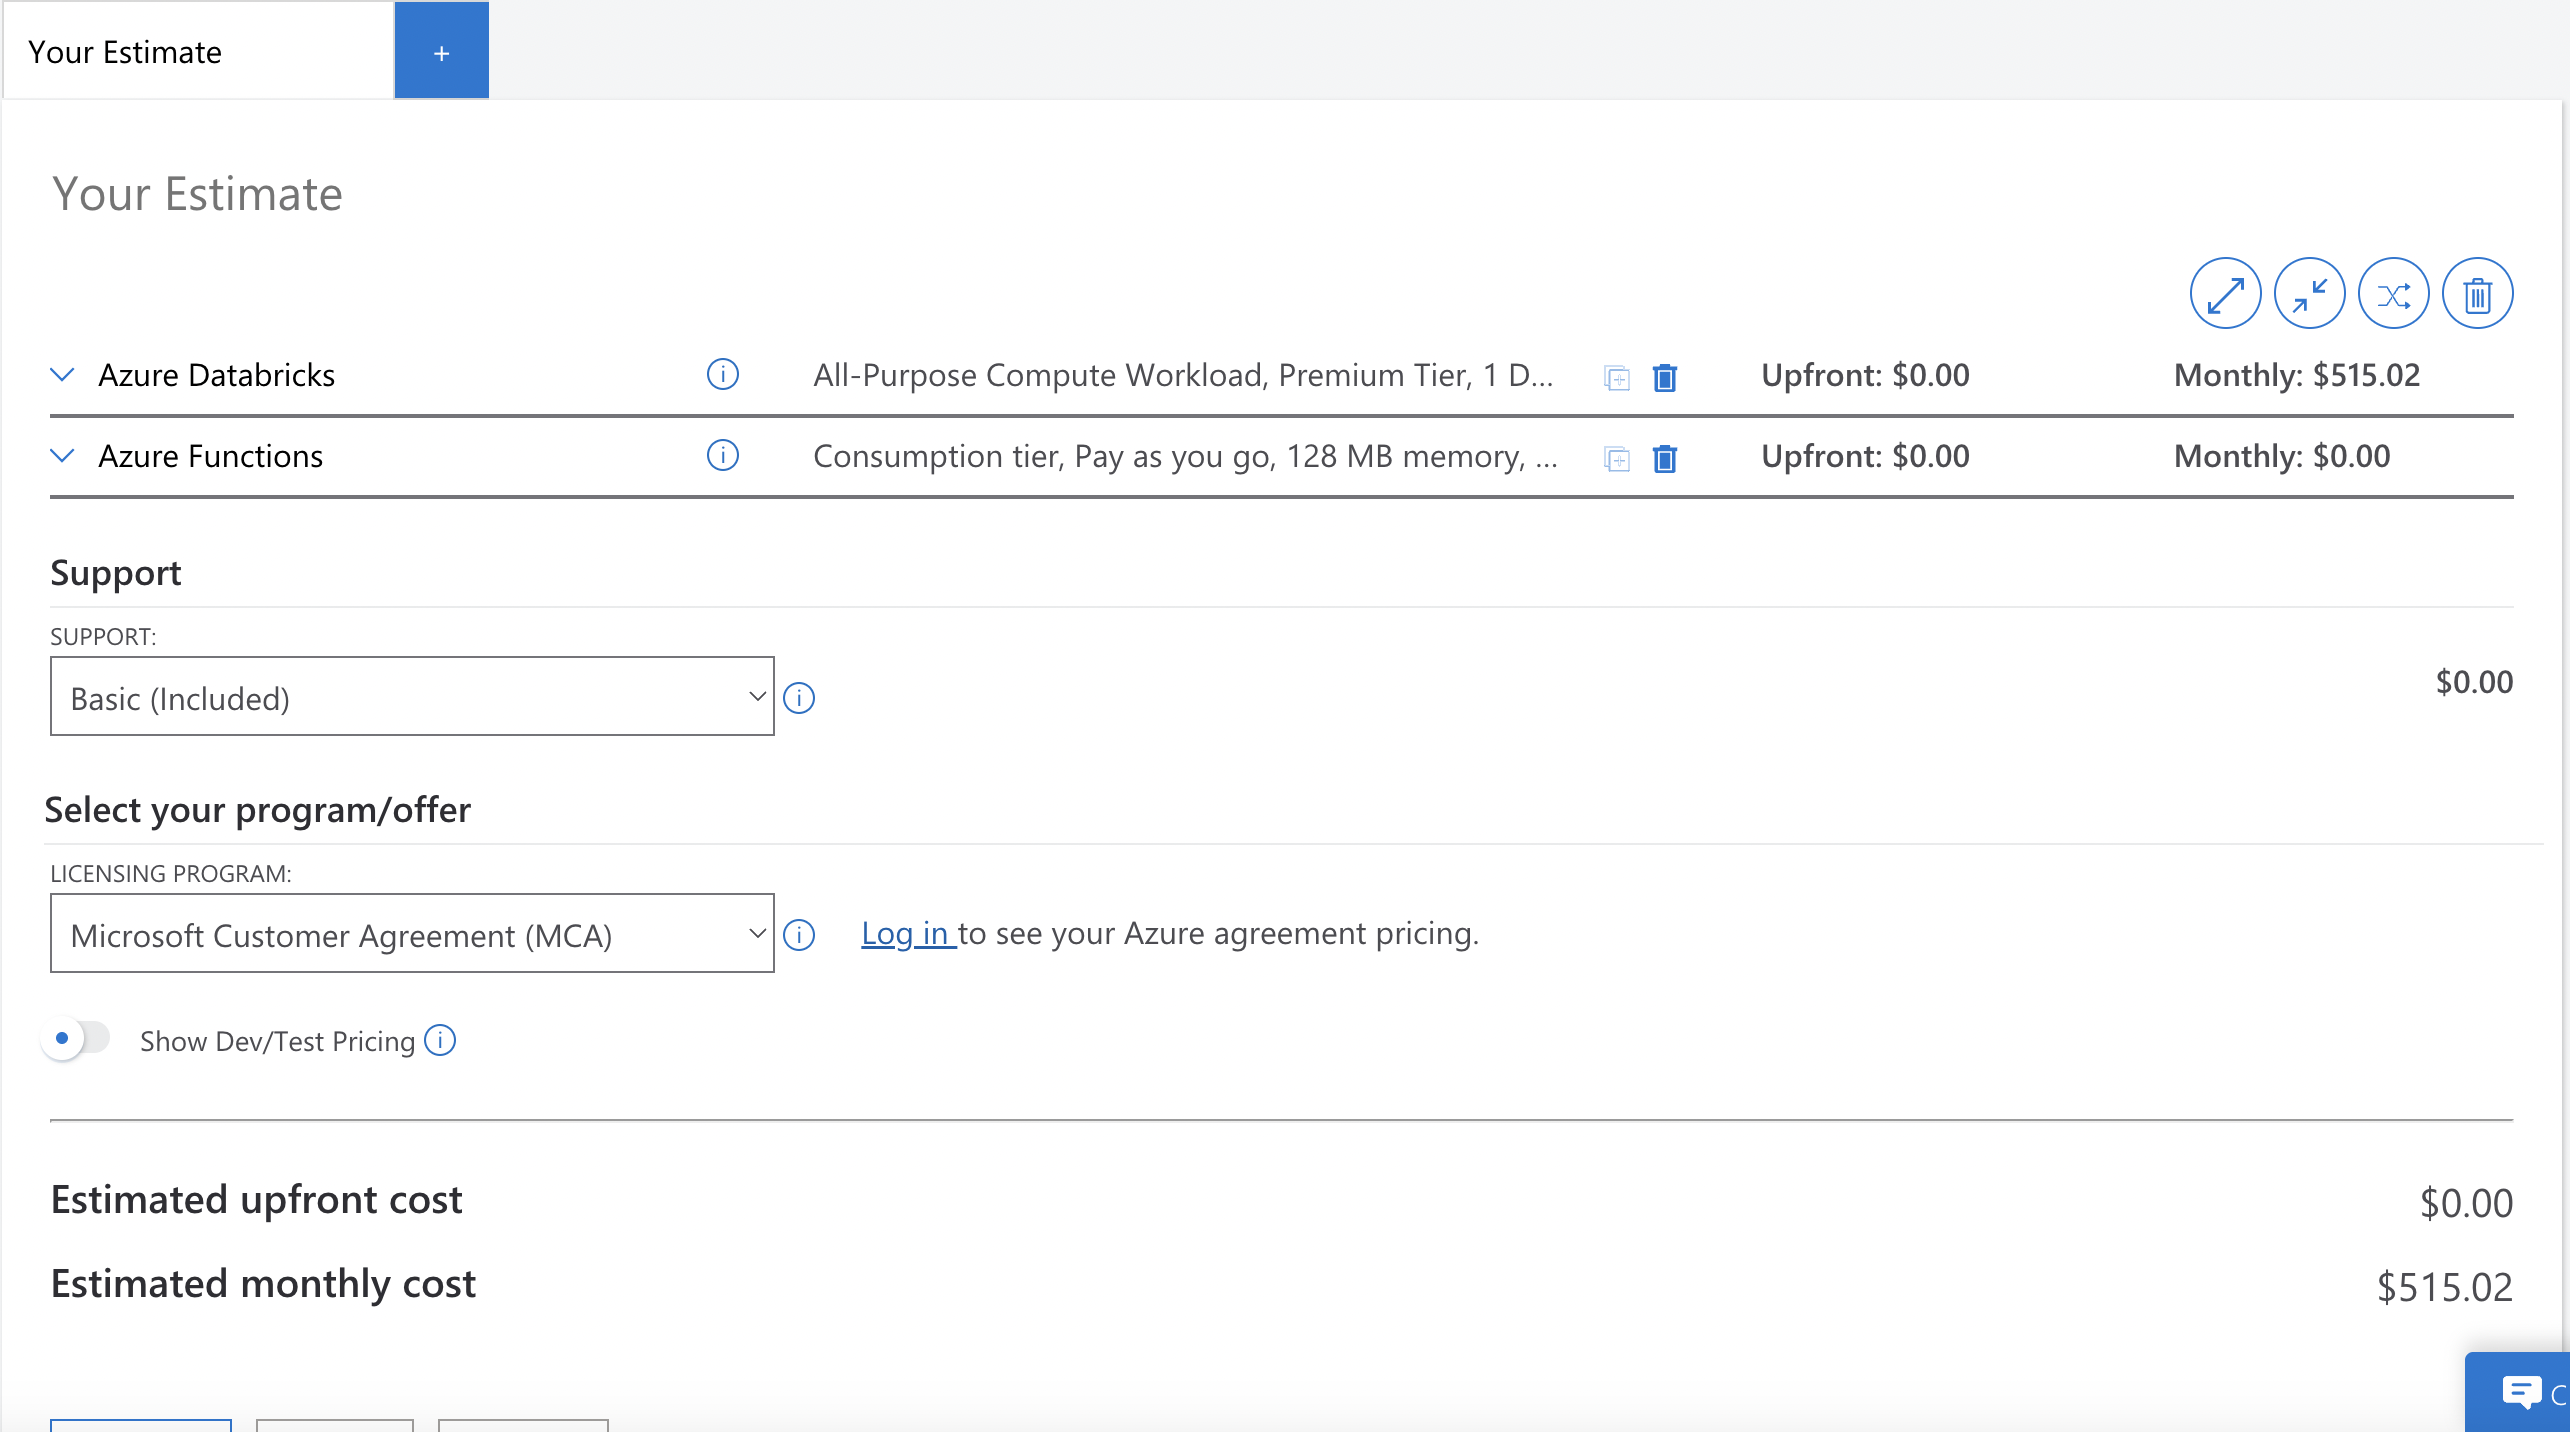 Your Estimate
+
Your Estimate
Azure Databricks i All-Purpose Compute Workload, Premium Tier, 1 D... Upfront: $0.00 Monthly: $515.02
Azure Functions i Consumption tier, Pay as you go, 128 MB memory, ... Upfront: $0.00 Monthly: $0.00
Support
SUPPORT:
Basic (Included) i $0.00
Select your program/offer
LICENSING PROGRAM:
Microsoft Customer Agreement (MCA) i Log in to see your Azure agreement pricing.
Show Dev/Test Pricing i
Estimated upfront cost $0.00
Estimated monthly cost $515.02